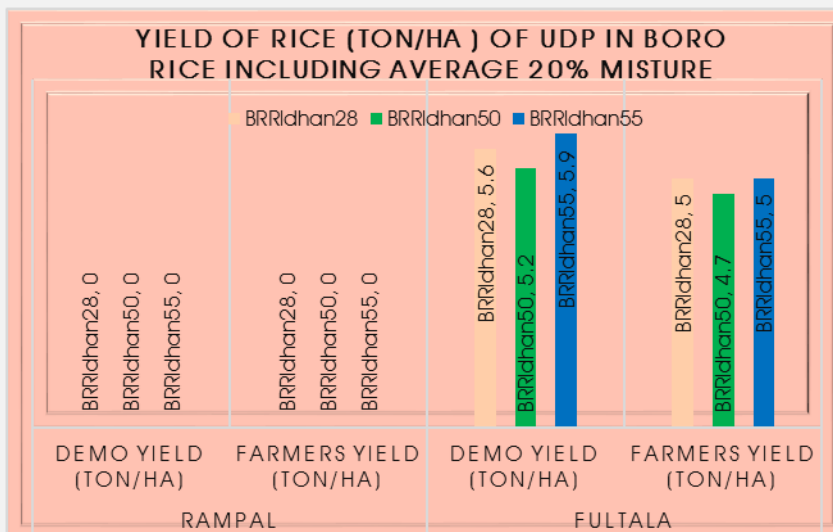 YIELD OF RICE (TON/HA ) OF UDP IN BORO
RICE INCLUDING AVERAGE 20% MISTURE
BRRIdhan28 BRRIdhan50 BRRIdhan55
BRRIdhan28, 0
BRRIdhan50, 0
BRRIdhan55, 0
BRRIdhan28, 0
BRRIdhan50, 0
BRRIdhan55, 0
BRRIdhan28, 5.6
BRRIdhan50, 5.2
BRRIdhan55, 5.9
BRRIdhan28, 5
BRRIdhan50, 4.7
BRRIdhan55, 5
DEMO YIELD
(TON/HA)
FARMERS YIELD
(TON/HA)
DEMO YIELD
(TON/HA)
FARMERS YIELD
(TON/HA)
RAMPAL
FULTALA